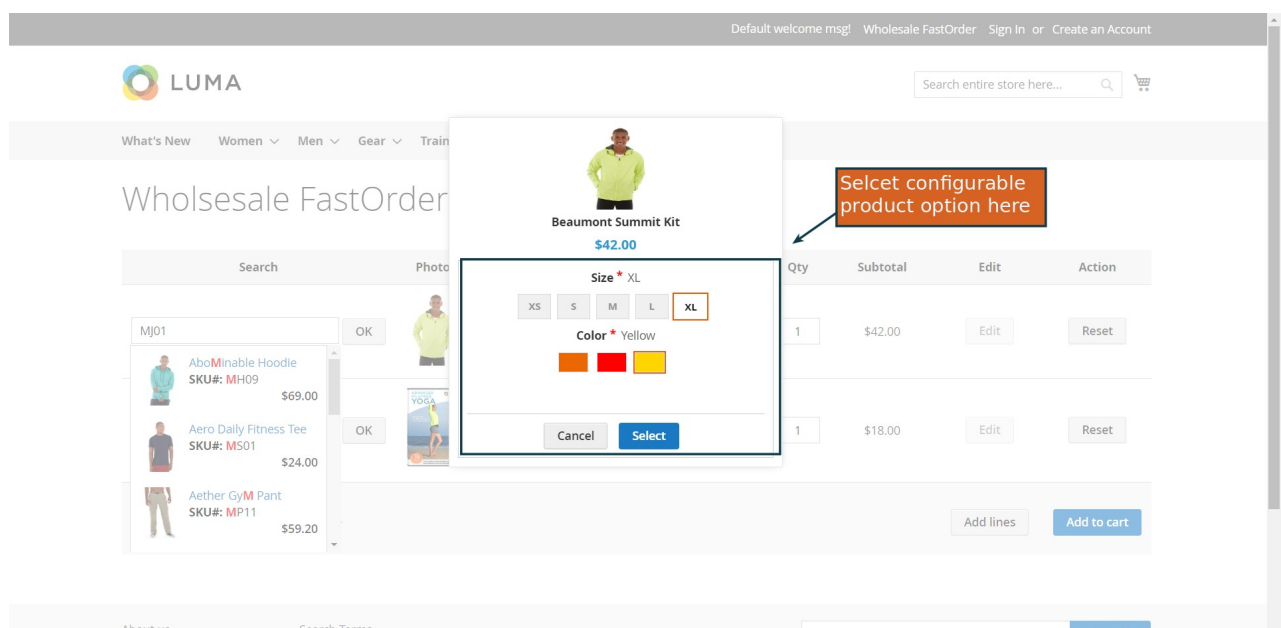 Default welcome msg! Wholesale FastOrder Sign In or Create an Account
LUMA
Search entire store here...
What's New Women Men Gear Train
Wholsesale FastOrder
Selcet configurable
product option here
Beaumont Summit Kit
$42.00
Search Photo Qty Subtotal Edit Action
Size * XL
XS S M L XL
Color * Yellow
MJ01 OK 1 $42.00 Edit Reset
AboMinable Hoodie
SKU#: MH09
$69.00
YOGA
Aero Daily Fitness Tee
SKU#: MS01
$24.00
OK 1 $18.00 Edit Reset
Cancel Select
Aether GyM Pant
SKU#: MP11
$59.20
Add lines Add to cart